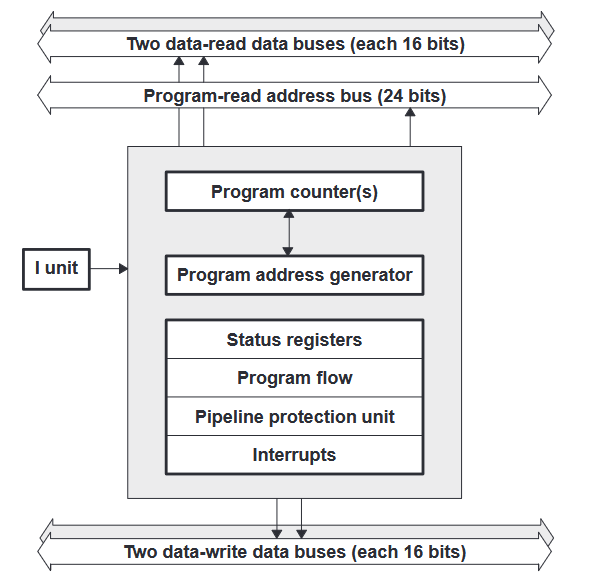 Two data-read data buses (each 16 bits)
Program-read address bus (24 bits)
Program counter(s)
I unit
Program address generator
Status registers
Program flow
Pipeline protection unit
Interrupts
Two data-write data buses (each 16 bits)